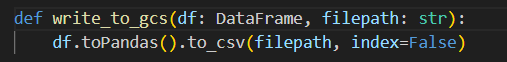 def write_to_gcs(df: DataFrame, filepath: str):
    df.toPandas().to_csv(filepath, index=False)